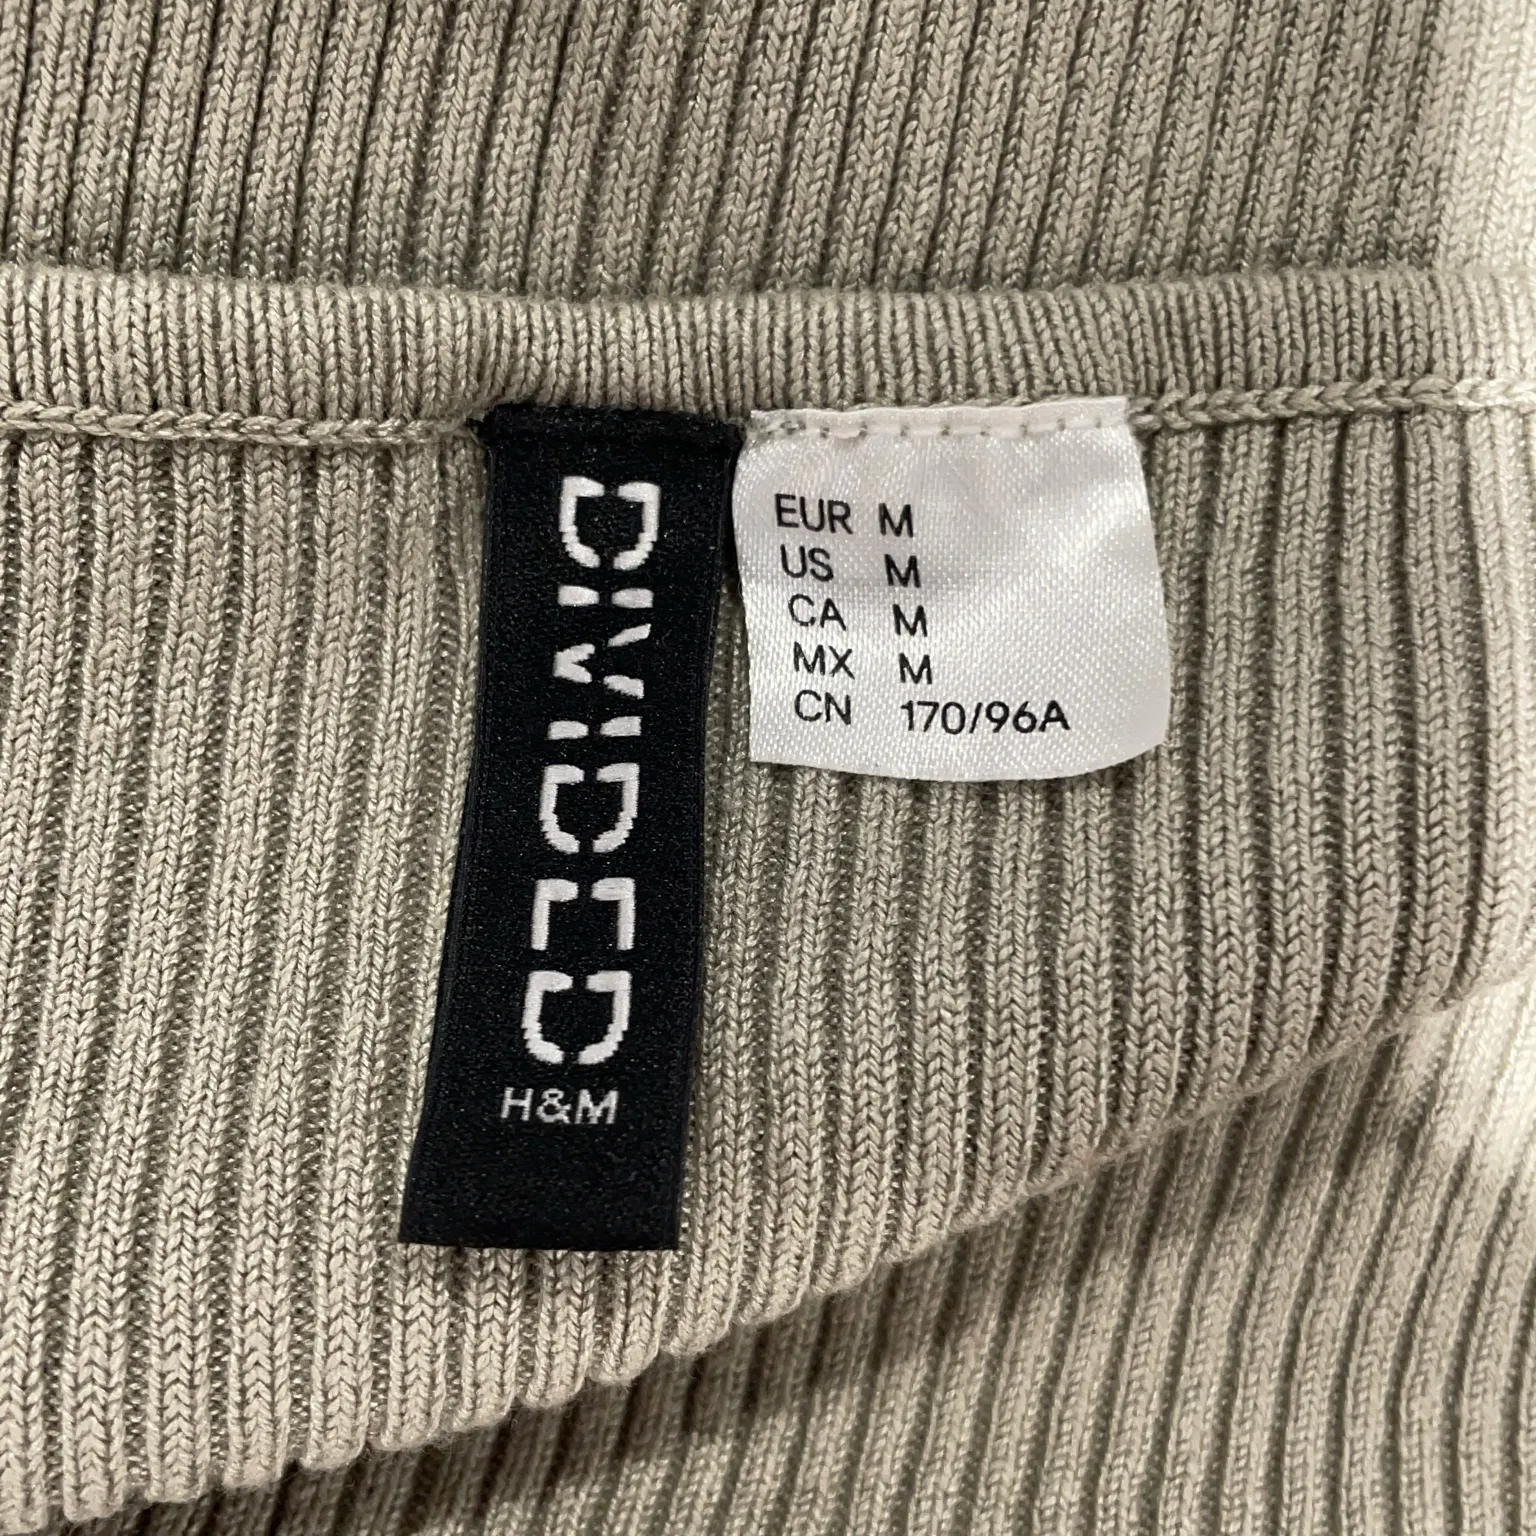 DIVIDED
H&M
EUR M
US M
CA M
MX M
CN 170/96A